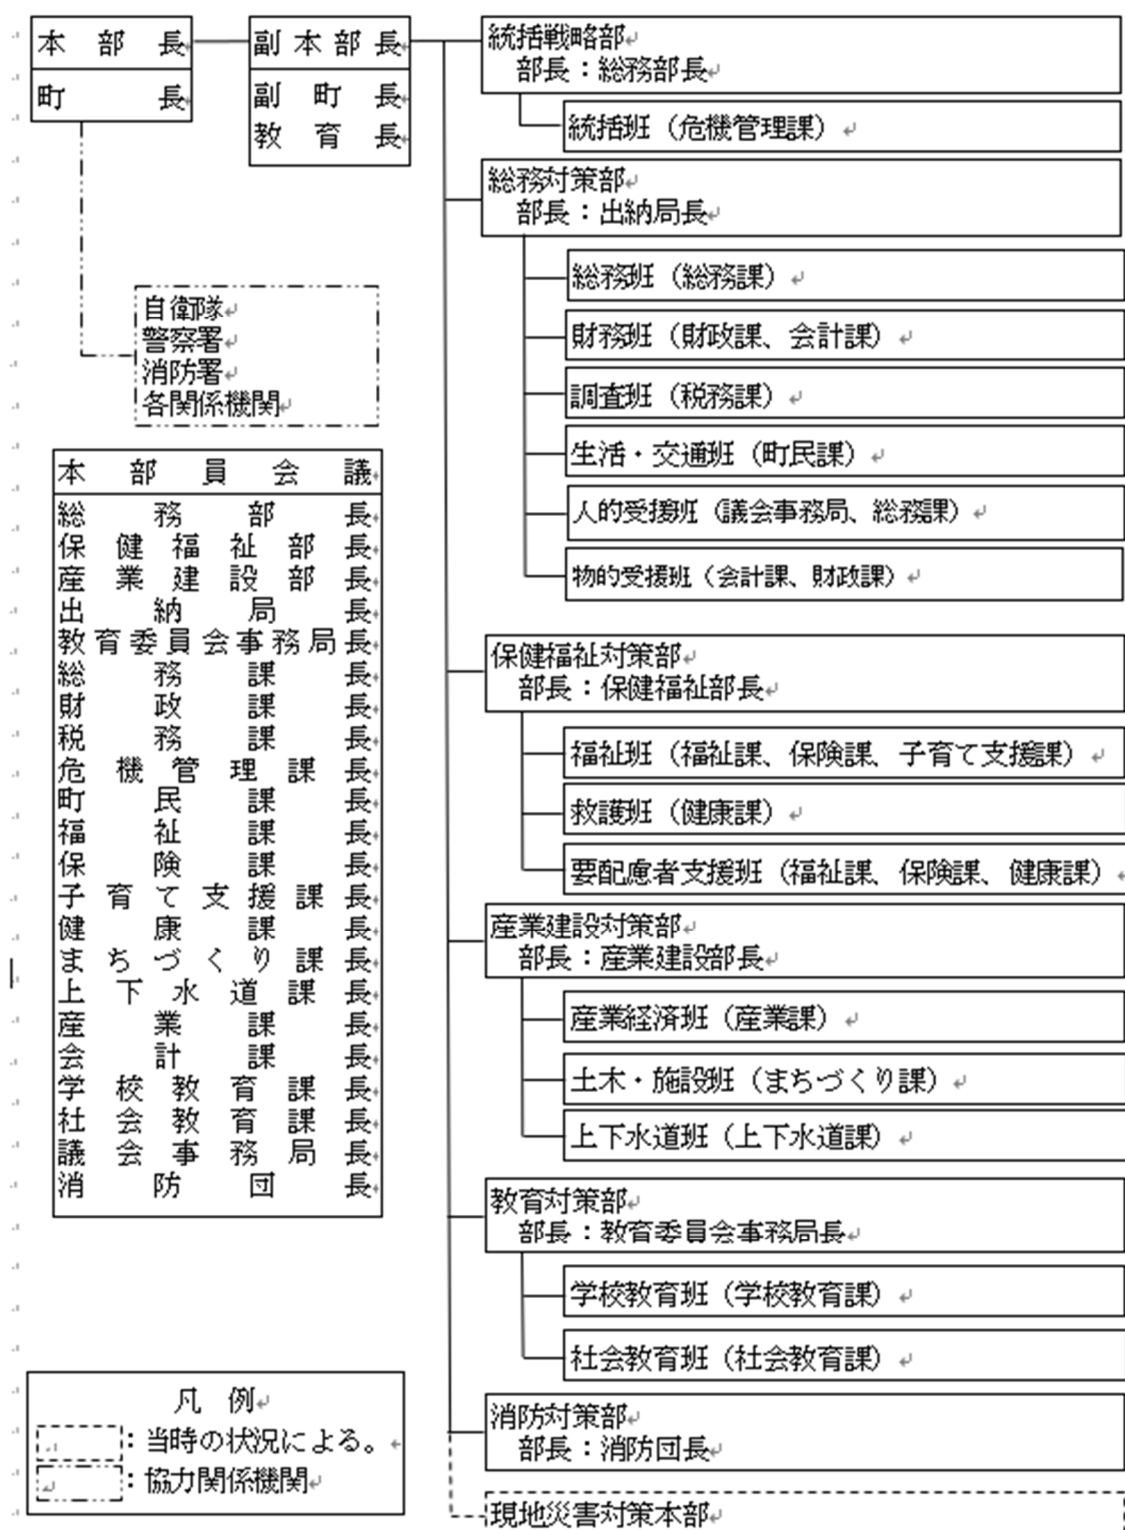 本部長
町長
副本部長
副町長
教育長
自衛隊
警察署
消防署
各関係機関
本部員会議
総務部長
保健福祉部長
産業建設部長
出納局長
教育委員会事務局長
総務課長
財政課長
税務課長
危機管理課長
町民課長
福祉課長
保険課長
子育て支援課長
健康課長
まちづくり課長
上下水道課長
産業課長
会計課長
学校教育課長
社会教育課長
議会事務局長
消防団長
凡例
：当時の状況による。
：協力関係機関
統括戦略部
部長：総務部長
統括班（危機管理課）
総務対策部
部長：出納局長
総務班（総務課）
財務班（財政課、会計課）
調査班（税務課）
生活・交通班（町民課）
人的受援班（議会事務局、総務課）
物的受援班（会計課、財政課）
保健福祉対策部
部長：保健福祉部長
福祉班（福祉課、保険課、子育て支援課）
救護班（健康課）
要配慮者支援班（福祉課、保険課、健康課）
産業建設対策部
部長：産業建設部長
産業経済班（産業課）
土木・施設班（まちづくり課）
上下水道班（上下水道課）
教育対策部
部長：教育委員会事務局長
学校教育班（学校教育課）
社会教育班（社会教育課）
消防対策部
部長：消防団長
現地災害対策本部